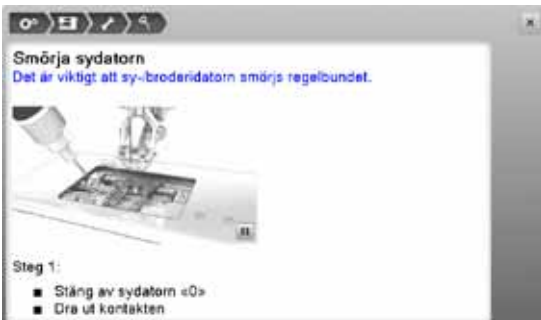 Smörja sydatorn
Det är viktigt att sy-/broderidatorn smörjs regelbundet.
Steg 1:
■ Stäng av sydatorn «0»
■ Dra ut kontakten